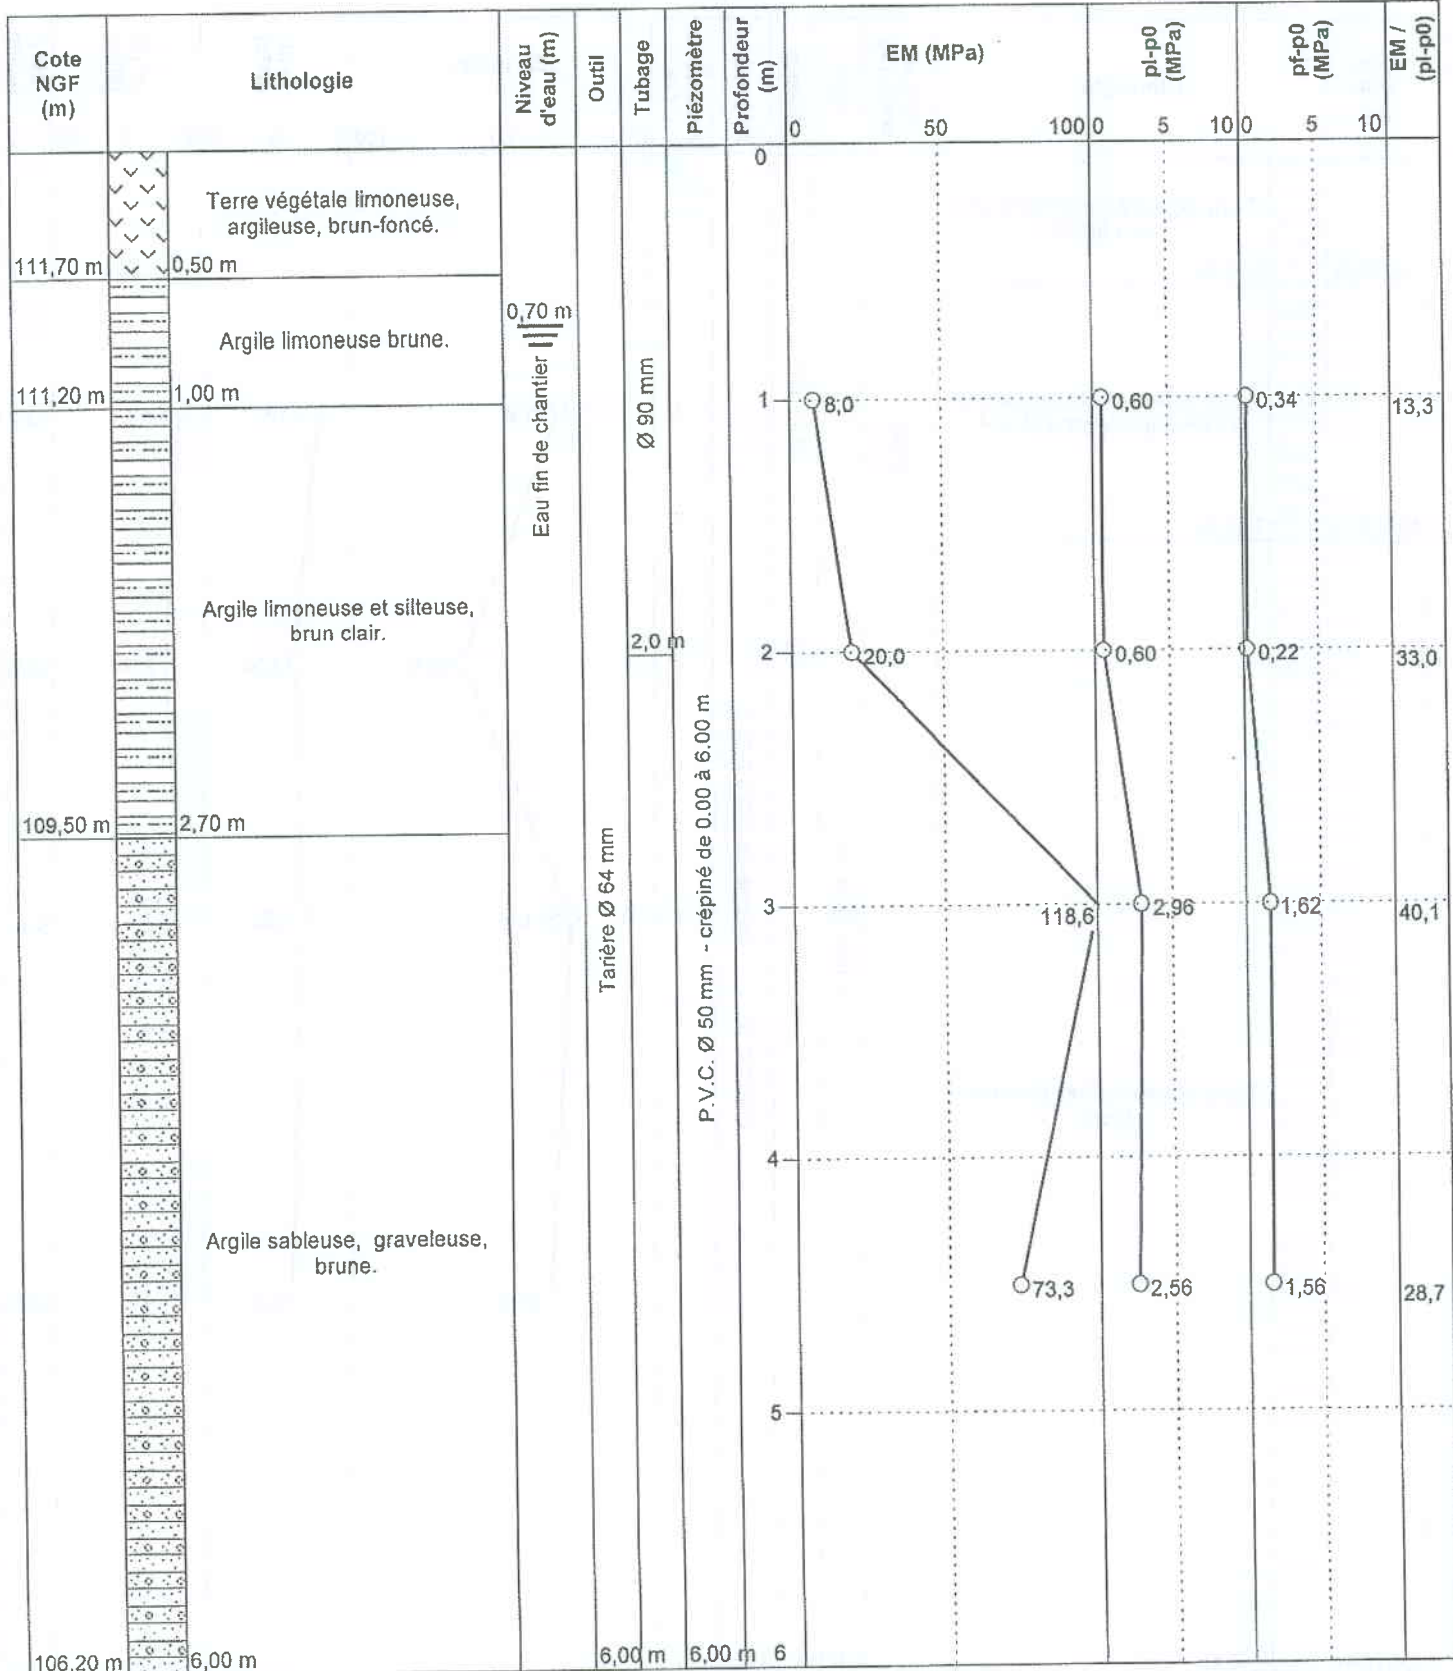 Cote
NGF
(m)
Lithologie
Niveau
d'eau (m)
Outil
Tubage
Piézomètre
Profondeur
(m)
EM (MPa)
pl-p0
(MPa)
pf-p0
(MPa)
EM /
(pl-p0)
0 50 100
0 5 10
0 5 10
0
Terre végétale limoneuse,
argileuse, brun-foncé.
111,70 m
0,50 m
0,70 m
Eau fin de chantier
Argile limoneuse brune.
111,20 m
1,00 m
Ø 90 mm
1
8,0
0,60
0,34
13,3
Argile limoneuse et silteuse,
brun clair.
2,0 m
2
20,0
0,60
0,22
33,0
109,50 m
2,70 m
Tarière Ø 64 mm
P.V.C. Ø 50 mm - crépiné de 0.00 à 6.00 m
3
118,6
2,96
1,62
40,1
4
Argile sableuse, graveleuse,
brune.
73,3
2,56
1,56
28,7
5
106,20 m
6,00 m
6,00 m
6,00 m
6